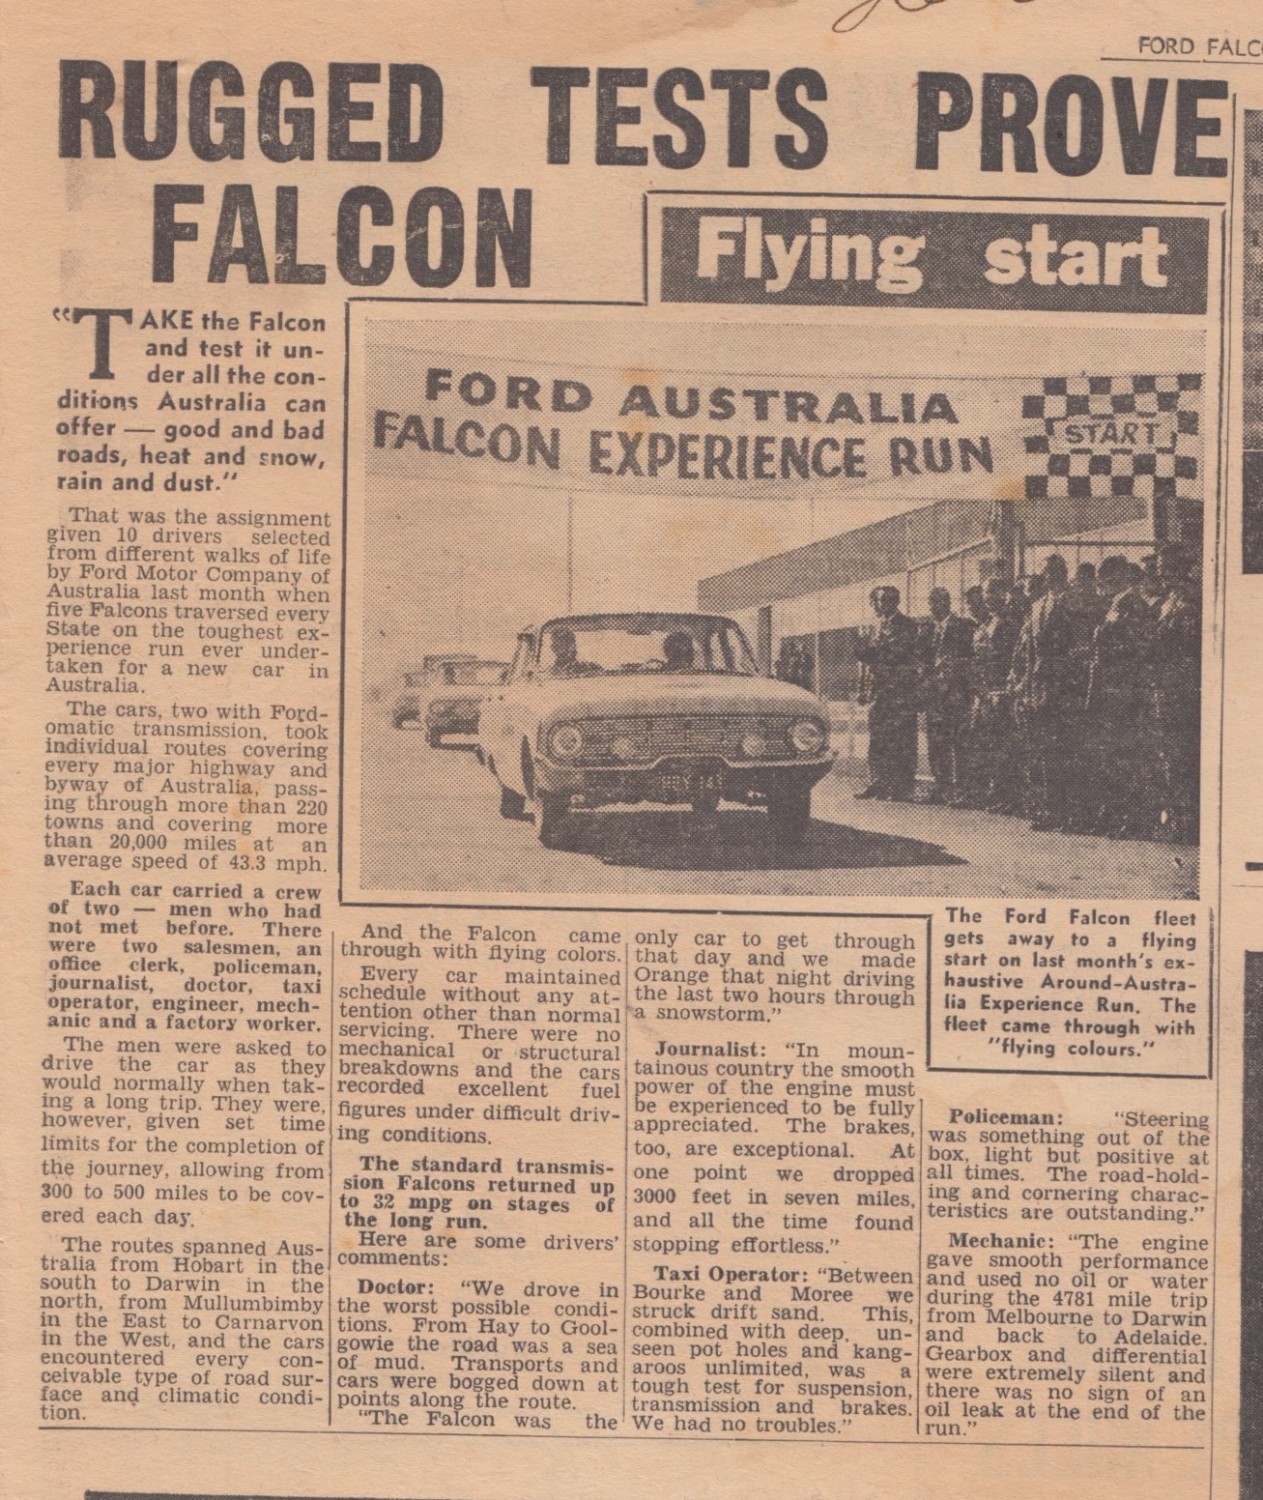 FORD FALC
RUGGED TESTS PROVE
FALCON
Flying start
"TAKE the Falcon
and test it un-
der all the con-
ditions Australia can
offer — good and bad
roads, heat and snow,
rain and dust."
That was the assignment
given 10 drivers selected
from different walks of life
by Ford Motor Company of
Australia last month when
five Falcons traversed every
State on the toughest ex-
perience run ever under-
taken for a new car in
Australia.
The cars, two with Ford-
omatic transmission, took
individual routes covering
every major highway and
byway of Australia, pass-
ing through more than 220
towns and covering more
than 20,000 miles at an
average speed of 43.3 mph.
Each car carried a crew
of two — men who had
not met before. There
were two salesmen, an
office clerk, policeman,
journalist, doctor, taxi
operator, engineer, mech-
anic and a factory worker.
The men were asked to
drive the car as they
would normally when tak-
ing a long trip. They were,
however, given set time
limits for the completion of
the journey, allowing from
300 to 500 miles to be cov-
ered each day.
The routes spanned Aus-
tralia from Hobart in the
south to Darwin in the
north, from Mullumbimby
in the East to Carnarvon
in the West, and the cars
encountered every con-
ceivable type of road sur-
face and climatic condi-
tion.
FORD AUSTRALIA
FALCON EXPERIENCE RUN
START
And the Falcon came
through with flying colors.
Every car maintained
schedule without any at-
tention other than normal
servicing. There were no
mechanical or structural
breakdowns and the cars
recorded excellent fuel
figures under difficult driv-
ing conditions.
The standard transmis-
sion Falcons returned up
to 32 mpg on stages of
the long run.
Here are some drivers'
comments:
Doctor: "We drove in
the worst possible condi-
tions. From Hay to Gool-
gowie the road was a sea
of mud. Transports and
cars were bogged down at
points along the route.
"The Falcon was the
only car to get through
that day and we made
Orange that night driving
the last two hours through
a snowstorm."
Journalist: "In moun-
tainous country the smooth
power of the engine must
be experienced to be fully
appreciated. The brakes,
too, are exceptional. At
one point we dropped
3000 feet in seven miles,
and all the time found
stopping effortless."
Taxi Operator: "Between
Bourke and Moree we
struck drift sand. This,
combined with deep, un-
seen pot holes and kang-
aroos unlimited, was a
tough test for suspension,
transmission and brakes.
We had no troubles."
The Ford Falcon fleet
gets away to a flying
start on last month's ex-
haustive Around-Austra-
lia Experience Run. The
fleet came through with
"flying colours."
Policeman: "Steering
was something out of the
box, light but positive at
all times. The road-hold-
ing and cornering charac-
teristics are outstanding."
Mechanic: "The engine
gave smooth performance
and used no oil or water
during the 4781 mile trip
from Melbourne to Darwin
and back to Adelaide.
Gearbox and differential
were extremely silent and
there was no sign of an
oil leak at the end of the
run."